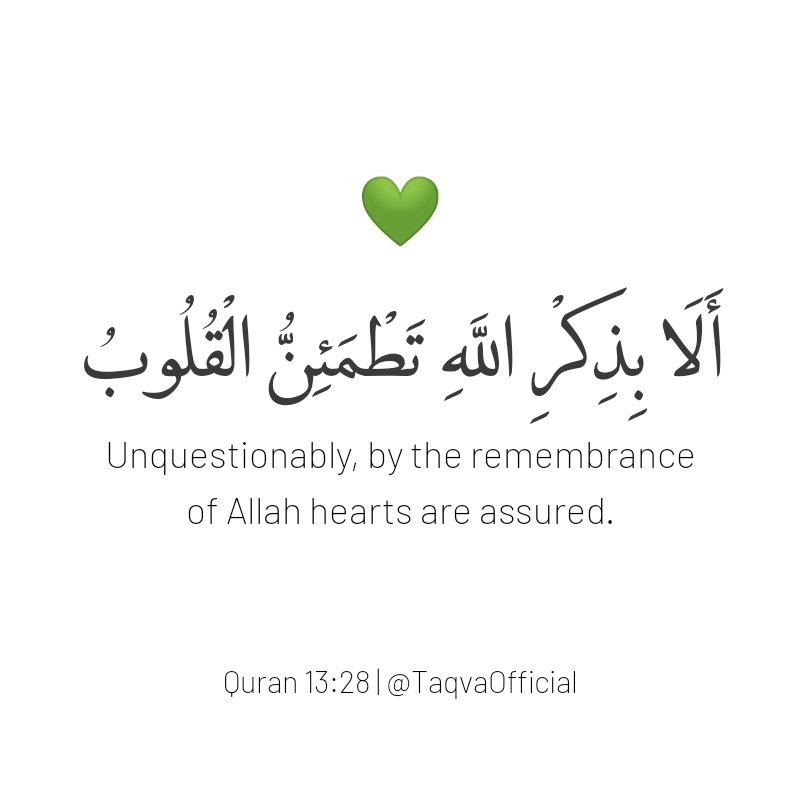 أَلَا بِذِكْرِ اللَّهِ تَطْمَئِنُّ الْقُلُوبُ
Unquestionably, by the remembrance
of Allah hearts are assured.
Quran 13:28 | @TaqvaOfficial